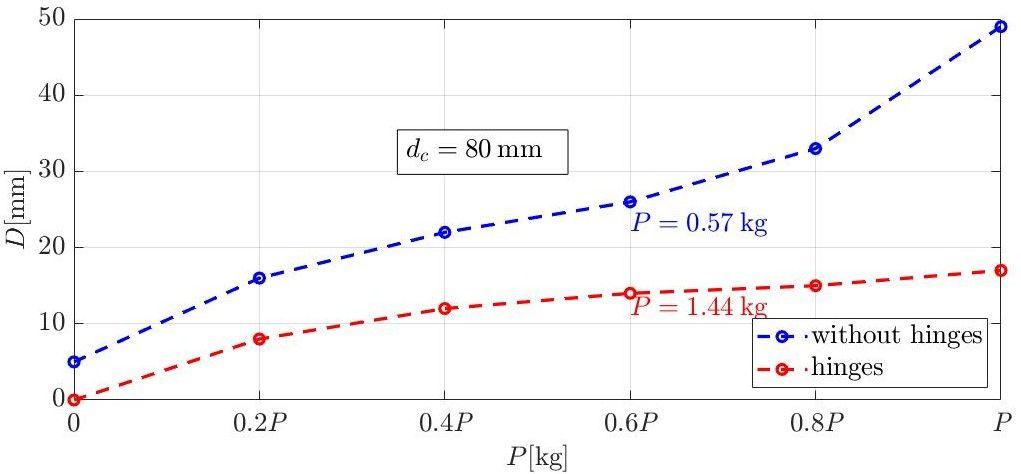 50
40
30
20
10
0
D[mm]
d_c = 80 mm
P = 0.57 kg
P = 1.44 kg
without hinges
hinges
0 0.2P 0.4P 0.6P 0.8P P
P[kg]